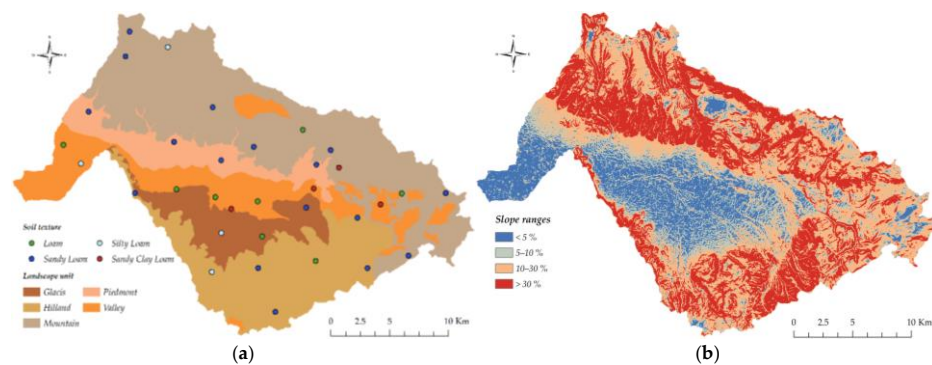 Soil texture
Loam
Silty Loam
Sandy Loam
Sandy Clay Loam
Landscape unit
Glacis
Piedmont
Hilland
Valley
Mountain
0 2.5 5 10 Km
(a)
Slope ranges
< 5 %
5–10 %
10–30 %
> 30 %
0 2.5 5 10 Km
(b)